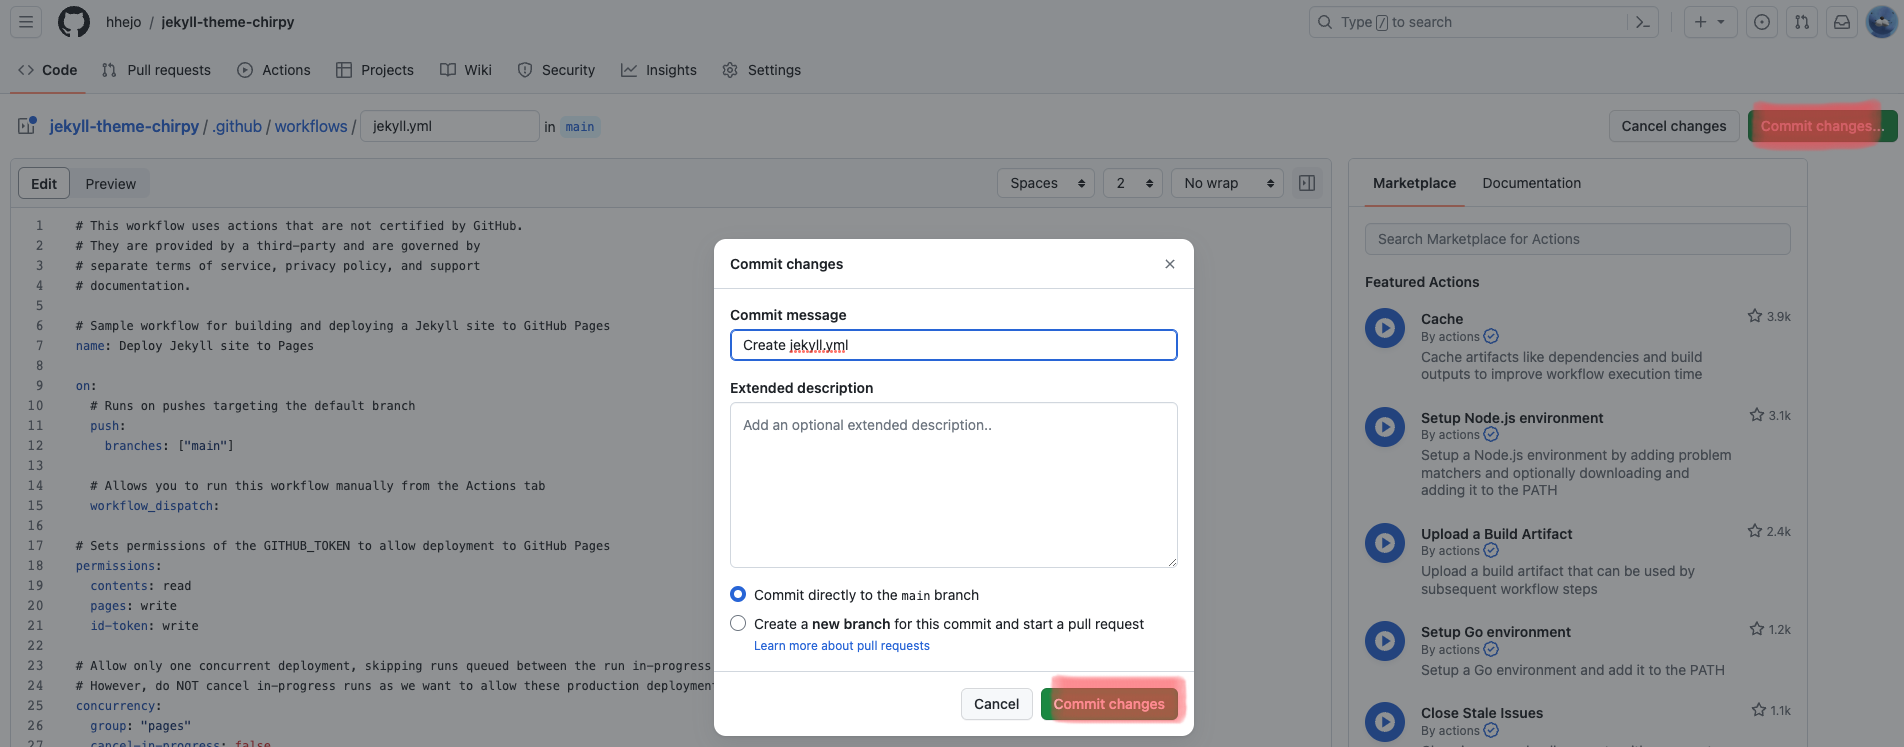 hhejo / jekyll-theme-chirpy
Type / to search
Code
Pull requests
Actions
Projects
Wiki
Security
Insights
Settings
jekyll-theme-chirpy / .github / workflows / jekyll.yml in main
Cancel changes
Commit changes...
Edit
Preview
Spaces
2
No wrap
1 # This workflow uses actions that are not certified by GitHub.
2 # They are provided by a third-party and are governed by
3 # separate terms of service, privacy policy, and support
4 # documentation.
5
6 # Sample workflow for building and deploying a Jekyll site to GitHub Pages
7 name: Deploy Jekyll site to Pages
8
9 on:
10 # Runs on pushes targeting the default branch
11 push:
12 branches: ["main"]
13
14 # Allows you to run this workflow manually from the Actions tab
15 workflow_dispatch:
16
17 # Sets permissions of the GITHUB_TOKEN to allow deployment to GitHub Pages
18 permissions:
19 contents: read
20 pages: write
21 id-token: write
22
23 # Allow only one concurrent deployment, skipping runs queued between the run in-progress
24 # However, do NOT cancel in-progress runs as we want to allow these production
25 concurrency:
26 group: "pages"
27 cancel-in-progress: false
Commit changes
Commit message
Create jekyll.yml
Extended description
Add an optional extended description..
Commit directly to the main branch
Create a new branch for this commit and start a pull request
Learn more about pull requests
Cancel
Commit changes
Marketplace
Documentation
Search Marketplace for Actions
Featured Actions
Cache
3.9k
By actions
Cache artifacts like dependencies and build
outputs to improve workflow execution time
Setup Node.js environment
3.1k
By actions
Setup a Node.js environment by adding problem
matchers and optionally downloading and
adding it to the PATH
Upload a Build Artifact
2.4k
By actions
Upload a build artifact that can be used by
subsequent workflow steps
Setup Go environment
1.2k
By actions
Setup a Go environment and add it to the PATH
Close Stale Issues
1.1k
By actions